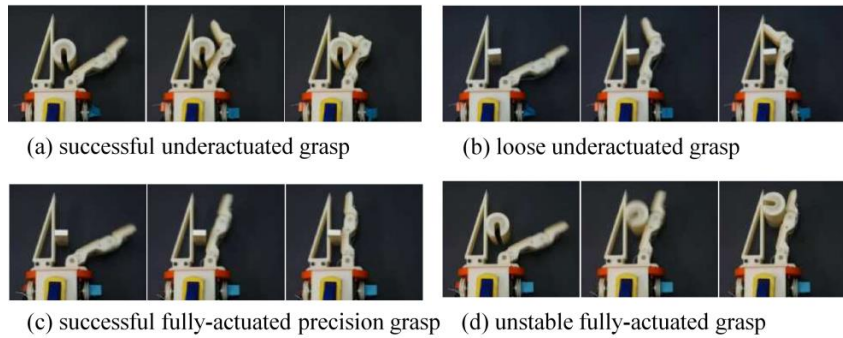 (a) successful underactuated grasp
(b) loose underactuated grasp
(c) successful fully-actuated precision grasp
(d) unstable fully-actuated grasp